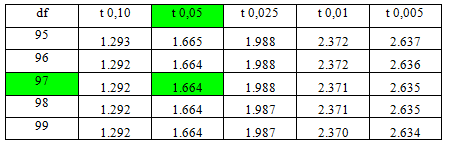 df t 0,10 t 0,05 t 0,025 t 0,01 t 0,005
95 1.293 1.665 1.988 2.372 2.637
96 1.292 1.664 1.988 2.372 2.636
97 1.292 1.664 1.988 2.371 2.635
98 1.292 1.664 1.987 2.371 2.635
99 1.292 1.664 1.987 2.370 2.634